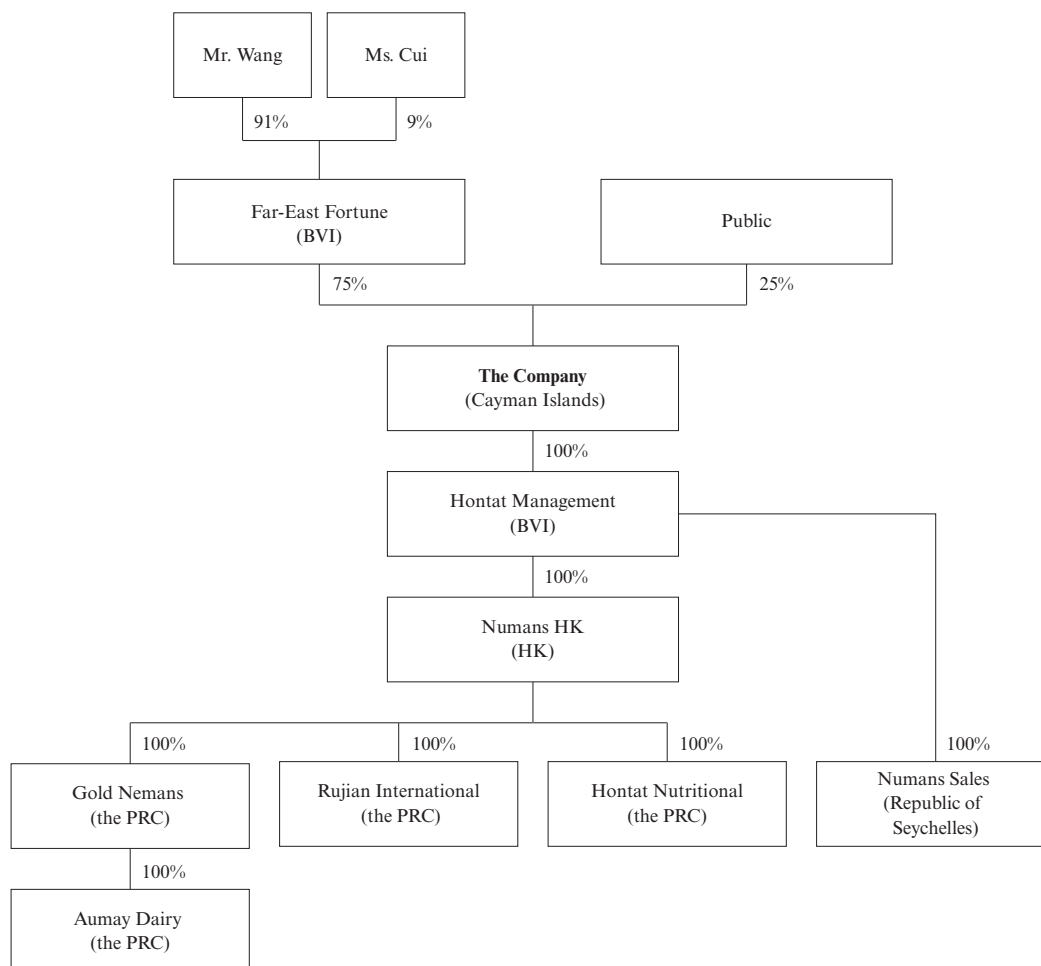 Mr. Wang
Ms. Cui
91%
9%
Far-East Fortune
(BVI)
Public
75%
25%
The Company
(Cayman Islands)
100%
Hontat Management
(BVI)
100%
Numans HK
(HK)
100%
100%
100%
100%
Gold Nemans
(the PRC)
Rujian International
(the PRC)
Hontat Nutritional
(the PRC)
Numans Sales
(Republic of
Seychelles)
100%
Aumay Dairy
(the PRC)